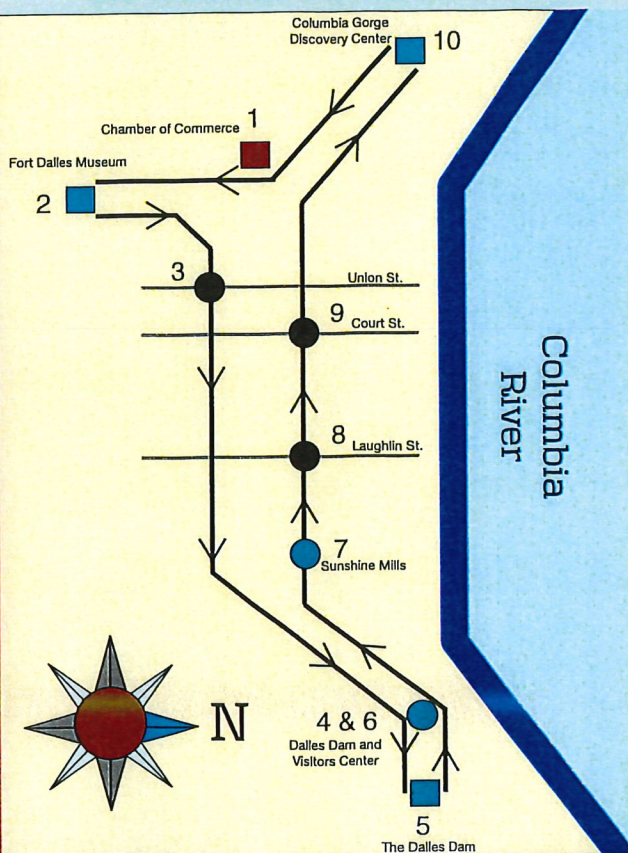 Columbia Gorge
Discovery Center
10
1
Chamber of Commerce
Fort Dalles Museum
2
3
Union St.
9
Court St.
8
Laughlin St.
7
Sunshine Mills
Columbia
River
N
4 & 6
Dalles Dam and
Visitors Center
5
The Dalles Dam